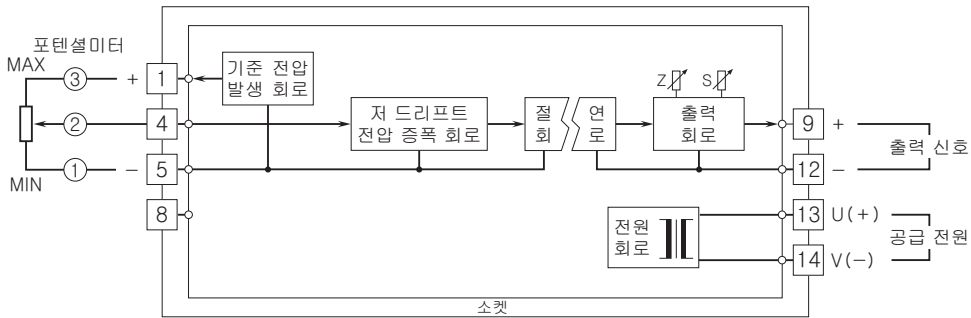 포텐셜미터
MAX
③ + 1
② 4
① − 5
MIN
8
기준 전압
발생 회로
저 드리프트
전압 증폭 회로
절 연
회 로
Z S
출력
회로
9 +
출력 신호
12 −
전원
회로
13 U(+)
공급 전원
14 V(−)
소켓